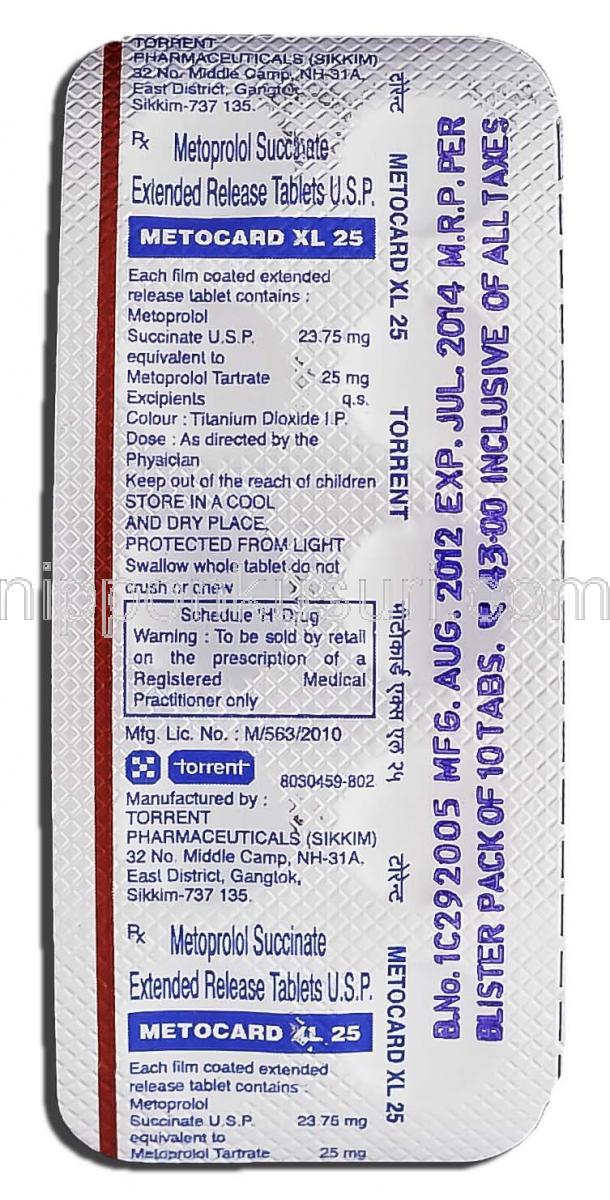 TORRENT
PHARMACEUTICALS (SIKKIM)
32 No. Middle Camp, NH-31A.
East District, Gangtok,
Sikkim-737 135.
Rx Metoprolol Succinate
Extended Release Tablets U.S.P.
METOCARD XL 25
Each film coated extended
release tablet contains :
Metoprolol
Succinate U.S.P. 23.75 mg
equivalent to
Metoprolol Tartrate 25 mg
Excipients q.s.
Colour : Titanium Dioxide I.P.
Dose : As directed by the
Physician
Keep out of the reach of children
STORE IN A COOL
AND DRY PLACE,
PROTECTED FROM LIGHT
Swallow whole tablet do not
crush or chew
Schedule 'H' Drug
Warning : To be sold by retail
on the prescription of a
Registered Medical
Practitioner only
Mfg. Lic. No. : M/563/2010
torrent
8030459-802
Manufactured by :
TORRENT
PHARMACEUTICALS (SIKKIM)
32 No. Middle Camp, NH-31A.
East District, Gangtok,
Sikkim-737 135.
Rx Metoprolol Succinate
Extended Release Tablets U.S.P.
METOCARD XL 25
Each film coated extended
release tablet contains :
Metoprolol
Succinate U.S.P. 23.75 mg
equivalent to
Metoprolol Tartrate 25 mg
टोरेन्ट METOCARD XL 25 TORRENT मीटोकार्ड एक्स एल २५ टोरेन्ट METOCARD XL 25
B.No. 1C292005 MFG. AUG. 2012 EXP. JUL. 2014 M.R.P. PER
BLISTER PACK OF 10 TABS. 43.00 INCLUSIVE OF ALL TAXES
nipponkusuri.com